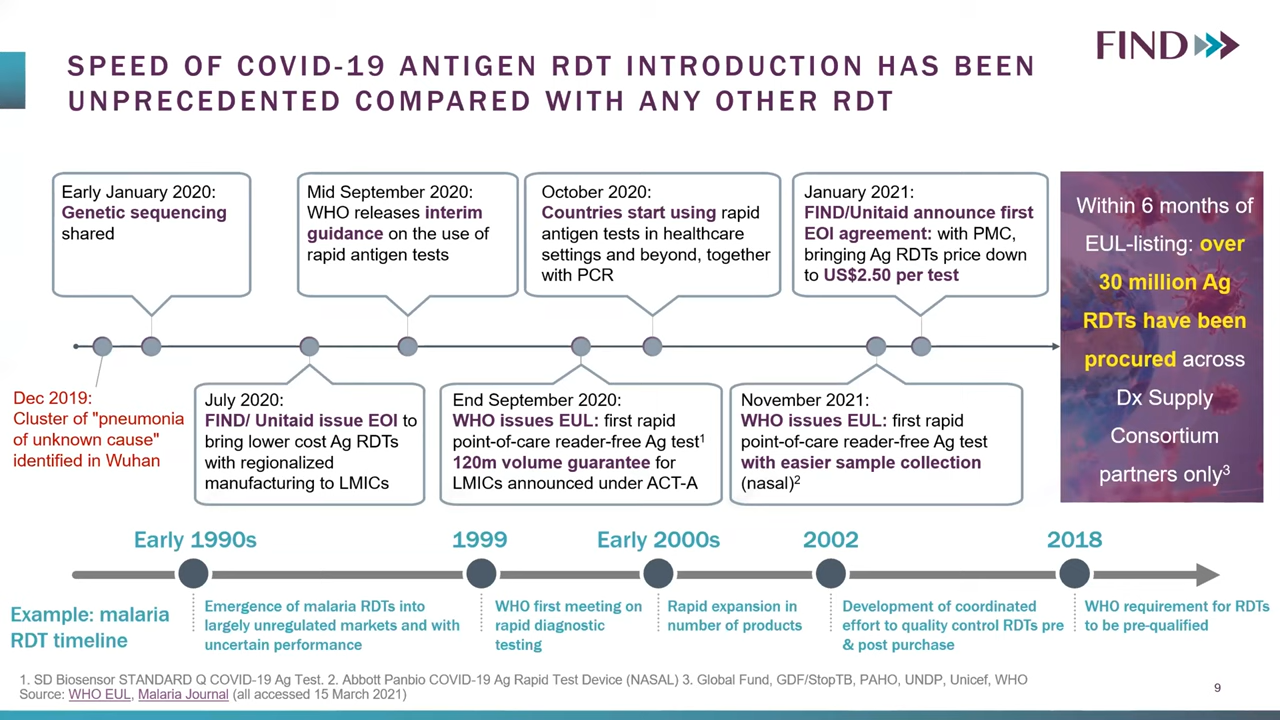 FIND
SPEED OF COVID-19 ANTIGEN RDT INTRODUCTION HAS BEEN
UNPRECEDENTED COMPARED WITH ANY OTHER RDT
Early January 2020:
Genetic sequencing
shared
Mid September 2020:
WHO releases interim
guidance on the use of
rapid antigen tests
October 2020:
Countries start using rapid
antigen tests in healthcare
settings and beyond, together
with PCR
January 2021:
FIND/Unitaid announce first
EOI agreement: with PMC,
bringing Ag RDTs price down
to US$2.50 per test
Within 6 months of
EUL-listing: over
30 million Ag
RDTs have been
procured across
Dx Supply
Consortium
partners only3
Dec 2019:
Cluster of "pneumonia
of unknown cause"
identified in Wuhan
July 2020:
FIND/ Unitaid issue EOI to
bring lower cost Ag RDTs
with regionalized
manufacturing to LMICs
End September 2020:
WHO issues EUL: first rapid
point-of-care reader-free Ag test1
120m volume guarantee for
LMICs announced under ACT-A
November 2021:
WHO issues EUL: first rapid
point-of-care reader-free Ag test
with easier sample collection
(nasal)2
Early 1990s
1999
Early 2000s
2002
2018
Example: malaria
RDT timeline
Emergence of malaria RDTs into
largely unregulated markets and with
uncertain performance
WHO first meeting on
rapid diagnostic
testing
Rapid expansion in
number of products
Development of coordinated
effort to quality control RDTs pre
& post purchase
WHO requirement for RDTs
to be pre-qualified
1. SD Biosensor STANDARD Q COVID-19 Ag Test. 2. Abbott Panbio COVID-19 Ag Rapid Test Device (NASAL) 3. Global Fund, GDF/StopTB, PAHO, UNDP, Unicef, WHO
Source: WHO EUL, Malaria Journal (all accessed 15 March 2021)
9